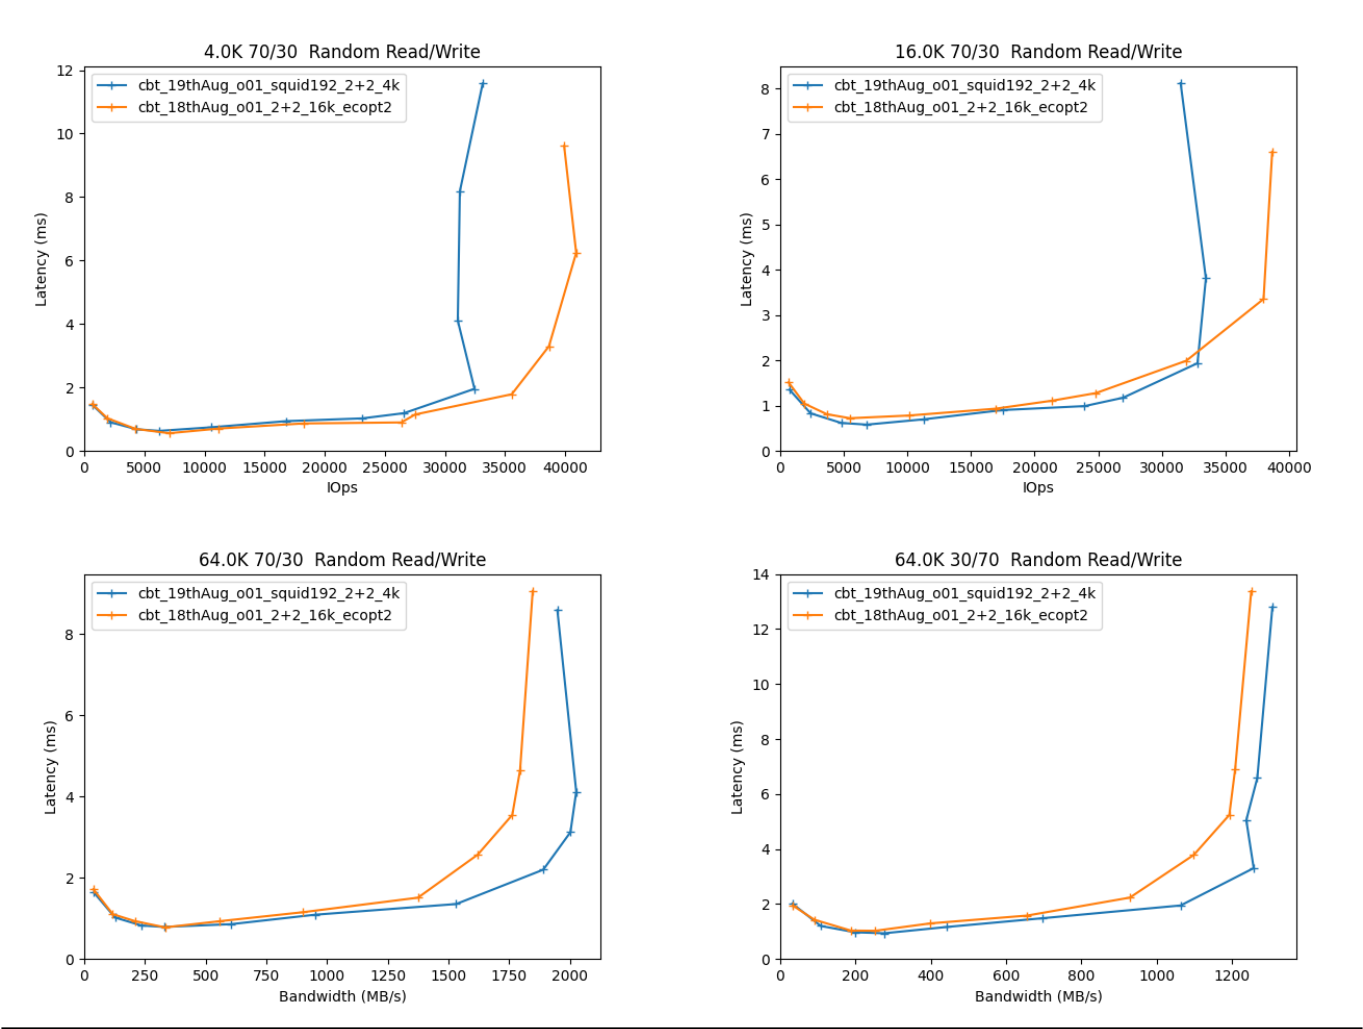 4.0K 70/30  Random Read/Write
cbt_19thAug_o01_squid192_2+2_4k
cbt_18thAug_o01_2+2_16k_ecopt2
12
10
8
6
4
2
0
Latency (ms)
0 5000 10000 15000 20000 25000 30000 35000 40000
IOps
16.0K 70/30  Random Read/Write
cbt_19thAug_o01_squid192_2+2_4k
cbt_18thAug_o01_2+2_16k_ecopt2
8
7
6
5
4
3
2
1
0
Latency (ms)
0 5000 10000 15000 20000 25000 30000 35000 40000
IOps
64.0K 70/30  Random Read/Write
cbt_19thAug_o01_squid192_2+2_4k
cbt_18thAug_o01_2+2_16k_ecopt2
8
6
4
2
0
Latency (ms)
0 250 500 750 1000 1250 1500 1750 2000
Bandwidth (MB/s)
64.0K 30/70  Random Read/Write
cbt_19thAug_o01_squid192_2+2_4k
cbt_18thAug_o01_2+2_16k_ecopt2
14
12
10
8
6
4
2
0
Latency (ms)
0 200 400 600 800 1000 1200
Bandwidth (MB/s)